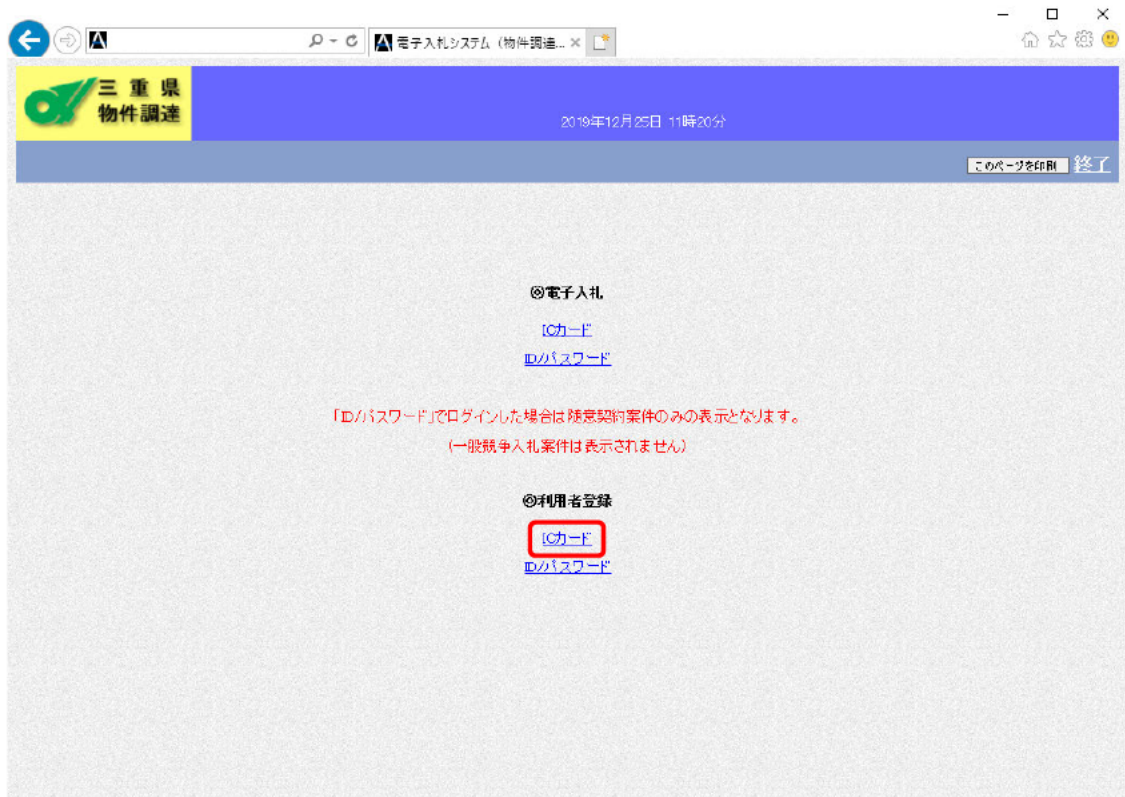 電子入札システム（物件調達...
三重県
物件調達
2019年12月25日 11時20分
このページを印刷 終了
◎電子入札
ICカード
ID/パスワード
「ID/パスワード」でログインした場合は随意契約案件のみの表示となります。
(一般競争入札案件は表示されません)
◎利用者登録
ICカード
ID/パスワード